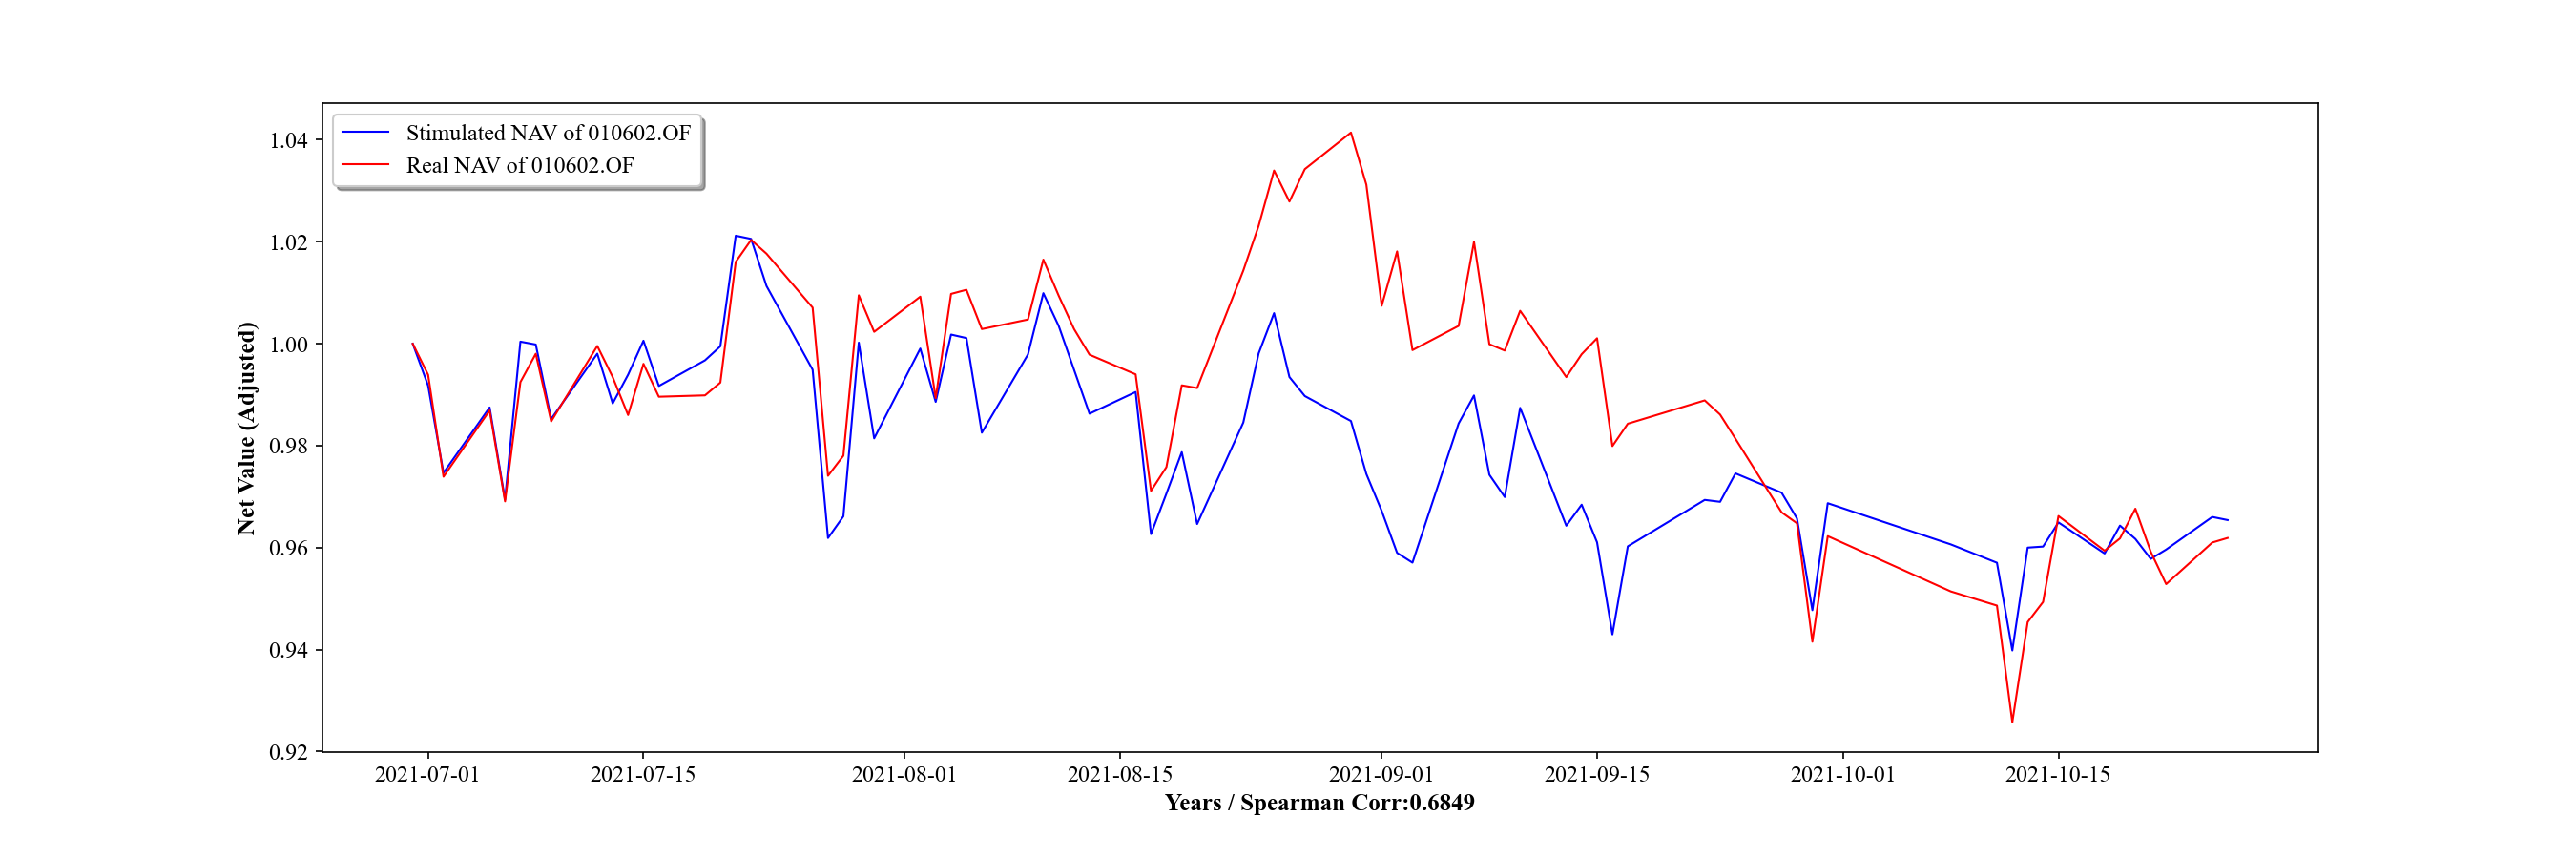 Stimulated NAV of 010602.OF
Real NAV of 010602.OF
Net Value (Adjusted)
1.04
1.02
1.00
0.98
0.96
0.94
0.92
2021-07-01 2021-07-15 2021-08-01 2021-08-15 2021-09-01 2021-09-15 2021-10-01 2021-10-15
Years / Spearman Corr:0.6849